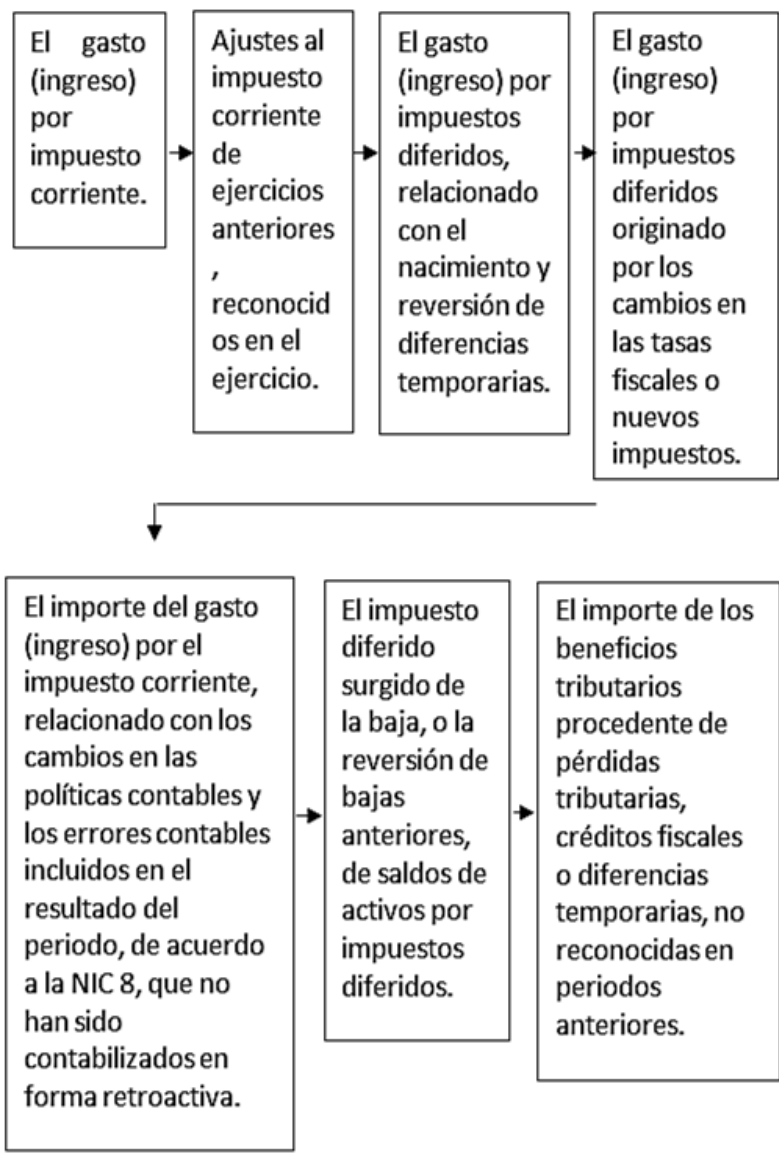 El gasto
(ingreso)
por
impuesto
corriente.
Ajustes al
impuesto
corriente
de
ejercicios
anteriores
,
reconocid
os en el
ejercicio.
El gasto
(ingreso) por
impuestos
diferidos,
relacionado
con el
nacimiento y
reversión de
diferencias
temporarias.
El gasto
(ingreso)
por
impuestos
diferidos
originado
por los
cambios en
las tasas
fiscales o
nuevos
impuestos.
El importe del gasto
(ingreso) por el
impuesto corriente,
relacionado con los
cambios en las
políticas contables y
los errores contables
incluidos en el
resultado del
periodo, de acuerdo
a la NIC 8, que no
han sido
contabilizados en
forma retroactiva.
El impuesto
diferido
surgido de
la baja, o la
reversión de
bajas
anteriores,
de saldos de
activos por
impuestos
diferidos.
El importe de los
beneficios
tributarios
procedente de
pérdidas
tributarias,
créditos fiscales
o diferencias
temporarias, no
reconocidas en
periodos
anteriores.